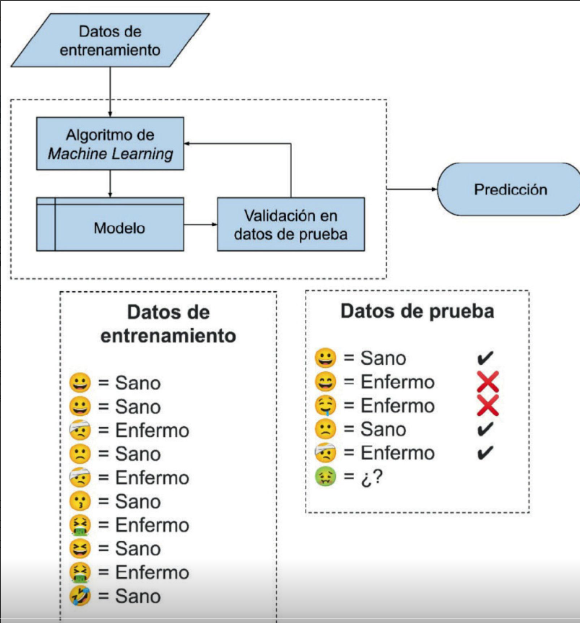 Datos de
entrenamiento
Algoritmo de
Machine Learning
Modelo
Validación en
datos de prueba
Predicción
Datos de
entrenamiento
😀 = Sano
😀 = Sano
🤕 = Enfermo
🙁 = Sano
🤕 = Enfermo
😗 = Sano
🤮 = Enfermo
😆 = Sano
🤮 = Enfermo
🤣 = Sano
Datos de prueba
😀 = Sano ✔
😄 = Enfermo ❌
🤤 = Enfermo ❌
🙁 = Sano ✔
🤕 = Enfermo ✔
🤢 = ¿?